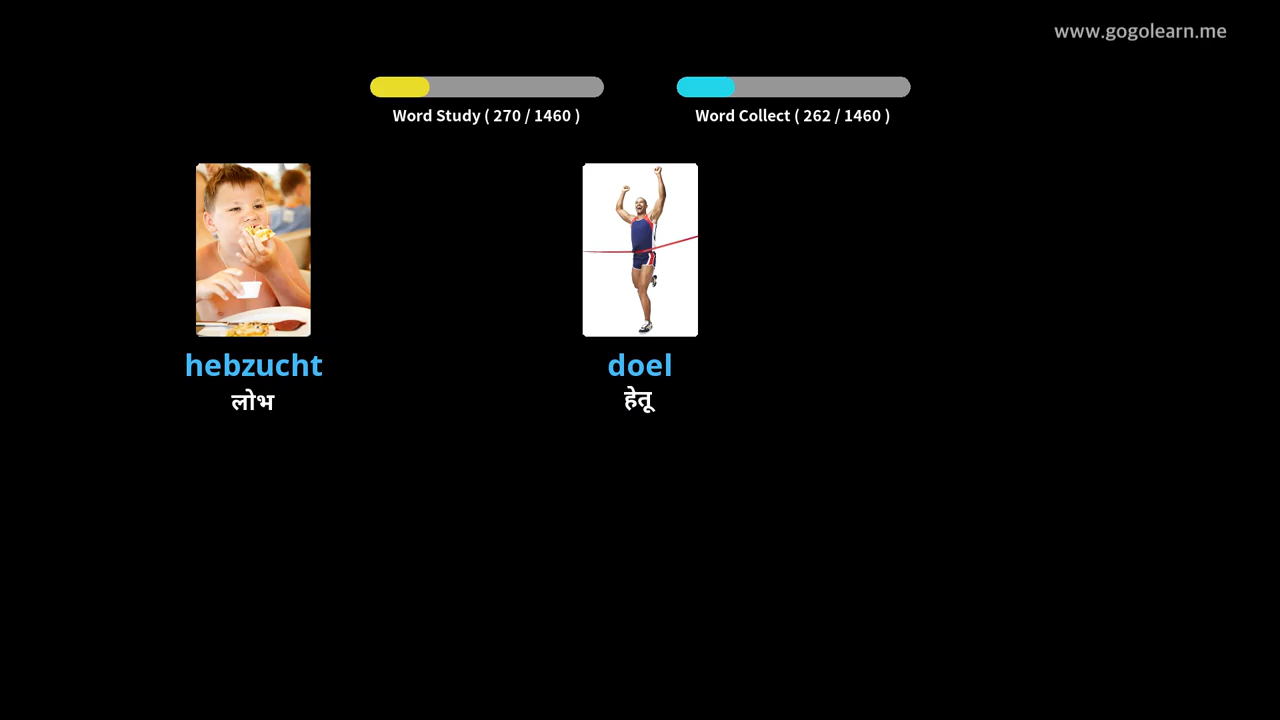 www.gogolearn.me
Word Study ( 270 / 1460 )
Word Collect ( 262 / 1460 )
hebzucht
लोभ
doel
हेतू